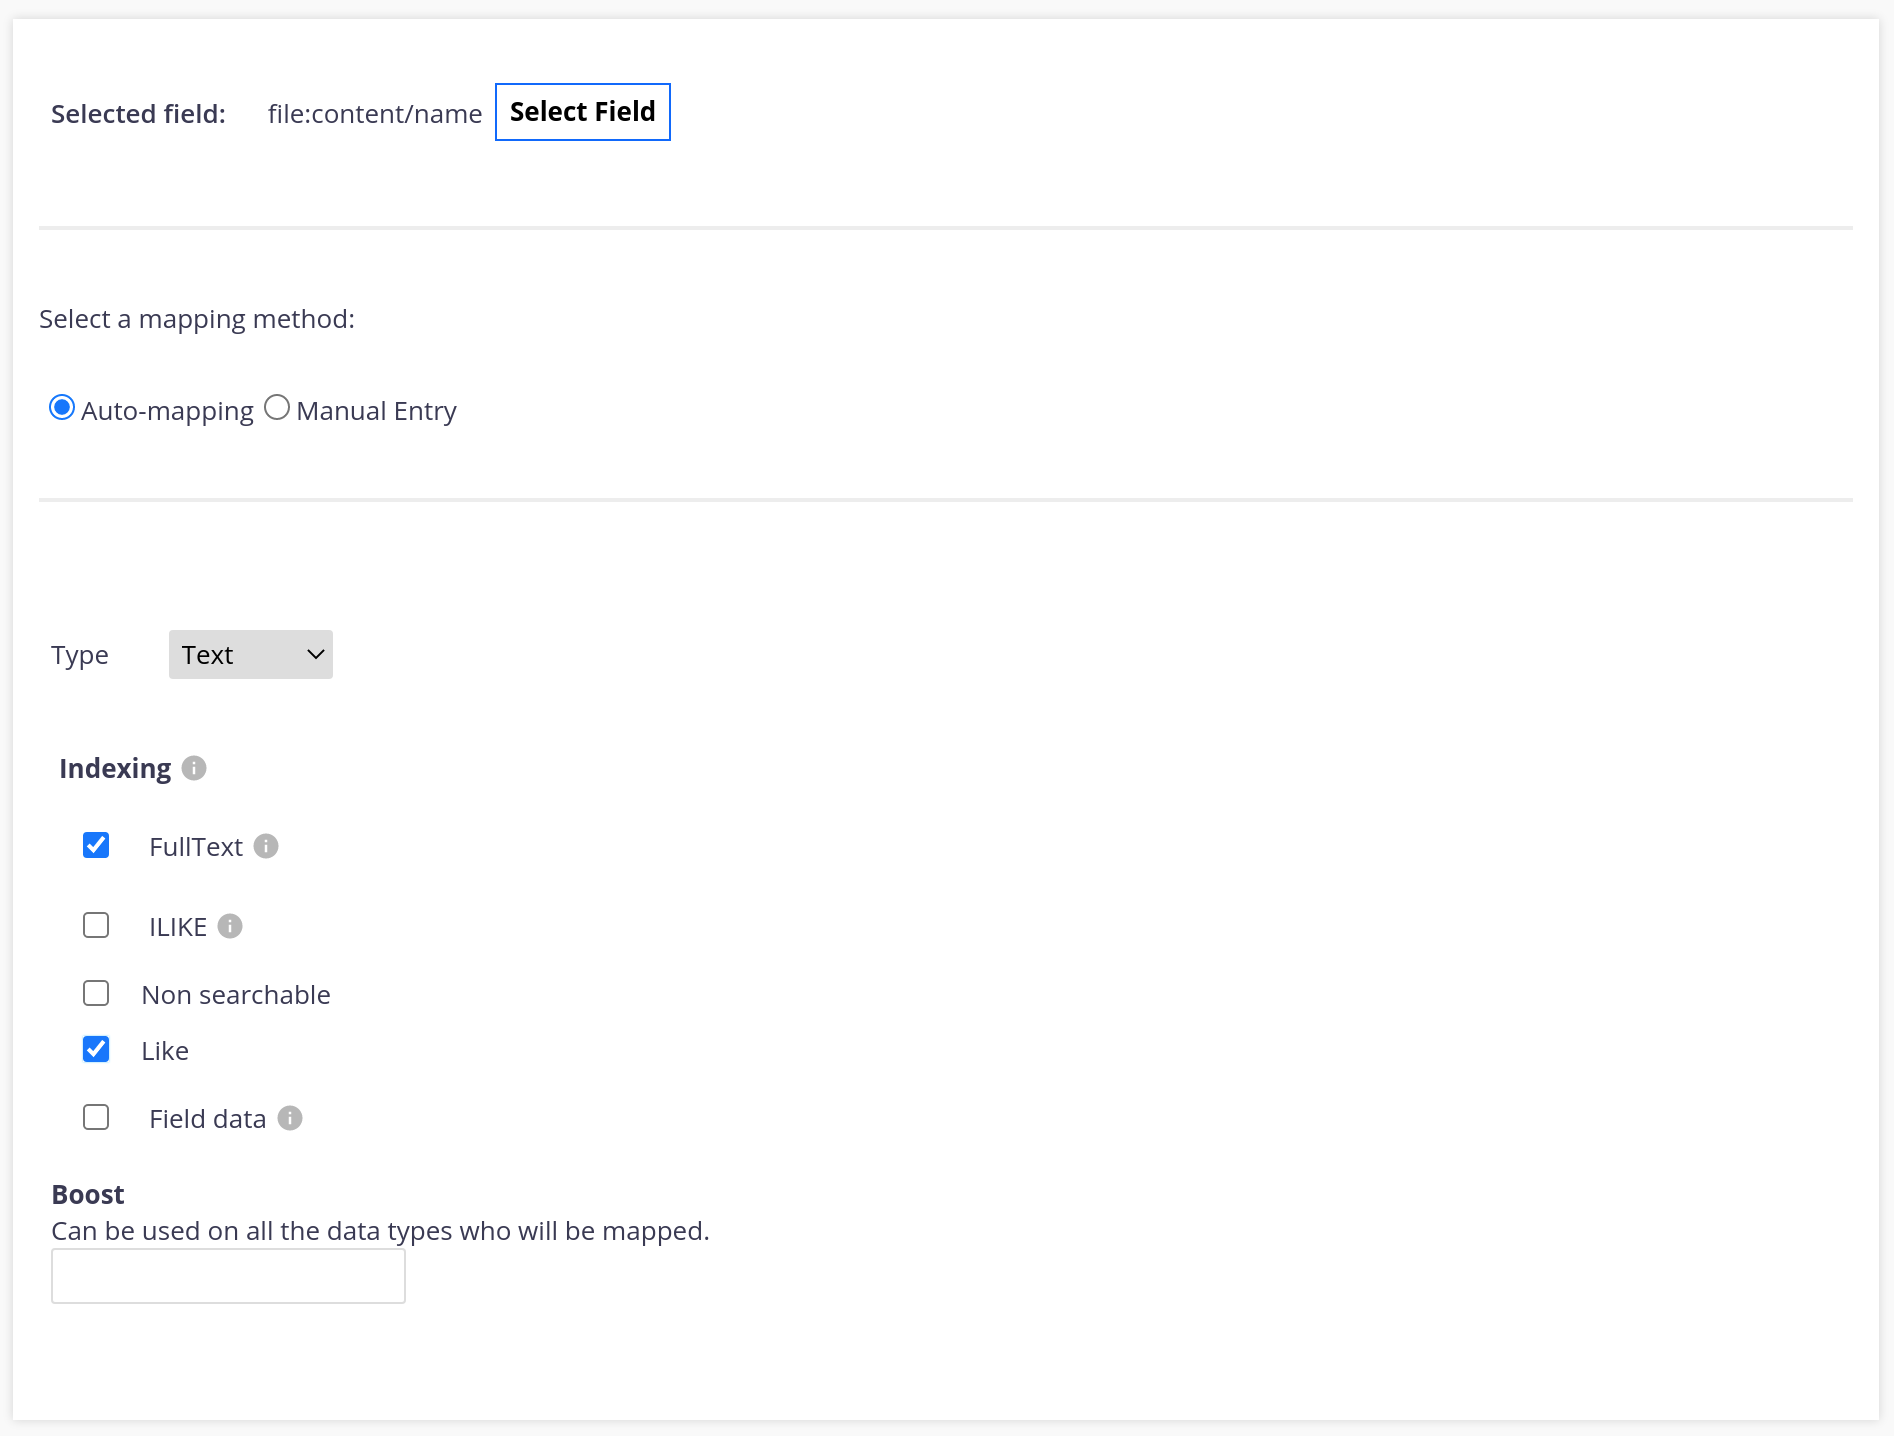 Selected field: file:content/name Select Field
Select a mapping method:
Auto-mapping Manual Entry
Type Text
Indexing
FullText
ILIKE
Non searchable
Like
Field data
Boost
Can be used on all the data types who will be mapped.